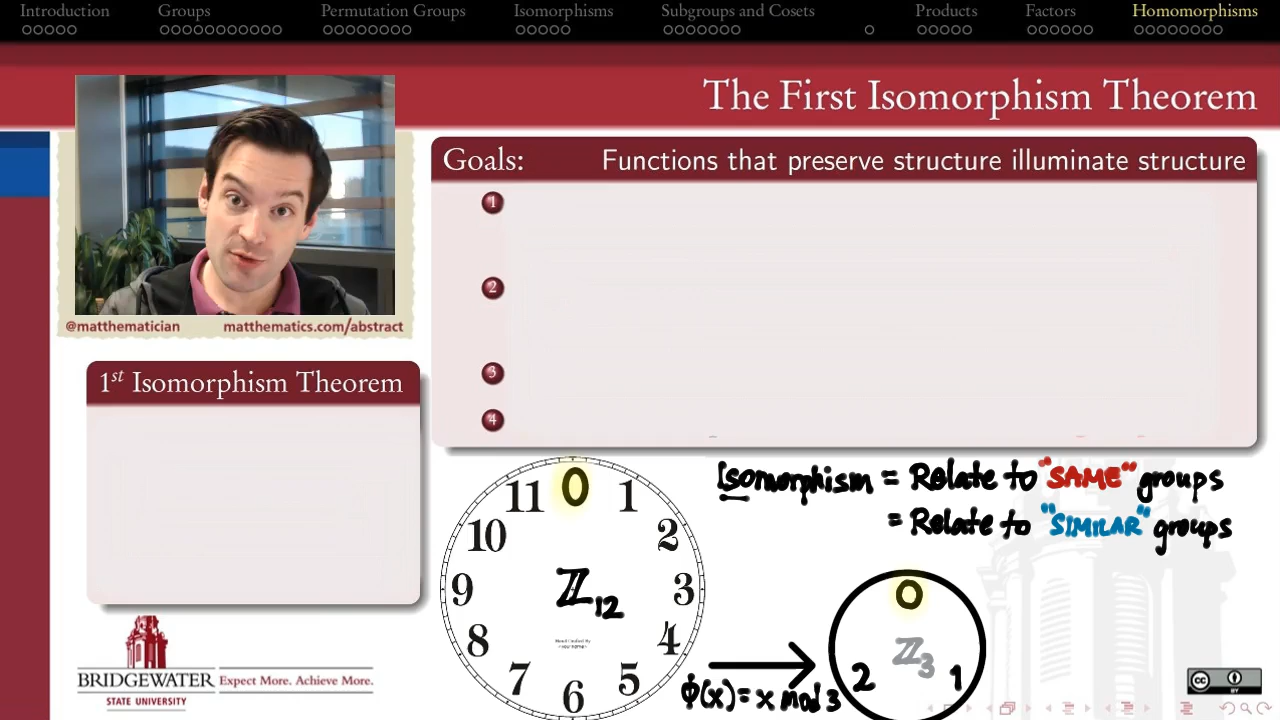 Introduction Groups Permutation Groups Isomorphisms Subgroups and Cosets Products Factors Homomorphisms
The First Isomorphism Theorem
@matthematician matthematics.com/abstract
Goals: Functions that preserve structure illuminate structure
1
2
3
4
1st Isomorphism Theorem
BRIDGEWATER
STATE UNIVERSITY
Expect More. Achieve More.
11 0 1
10 2
9 ℤ12 3
8 4
7 6 5
Isomorphism = Relate to "SAME" groups
= Relate to "SIMILAR" groups
ϕ(x) = x mod 3
0
ℤ3
2 1
CC BY